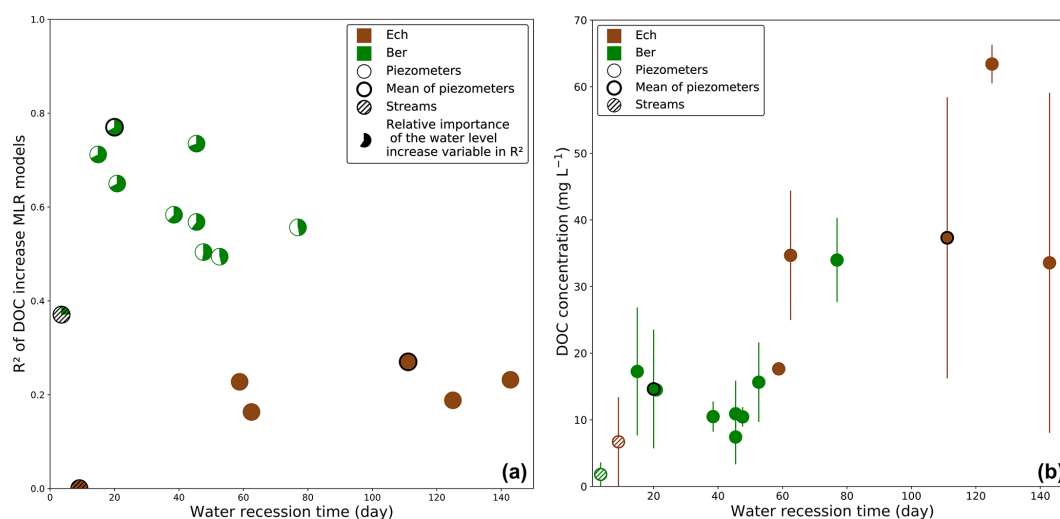 1.0
0.8
0.6
0.4
0.2
0.0
R² of DOC increase MLR models
0
20
40
60
80
100
120
140
Water recession time (day)
Ech
Ber
Piezometers
Mean of piezometers
Streams
Relative importance
of the water level
increase variable in R²
(a)
70
60
50
40
30
20
10
0
DOC concentration (mg L⁻¹)
20
40
60
80
100
120
140
Water recession time (day)
Ech
Ber
Piezometers
Mean of piezometers
Streams
(b)